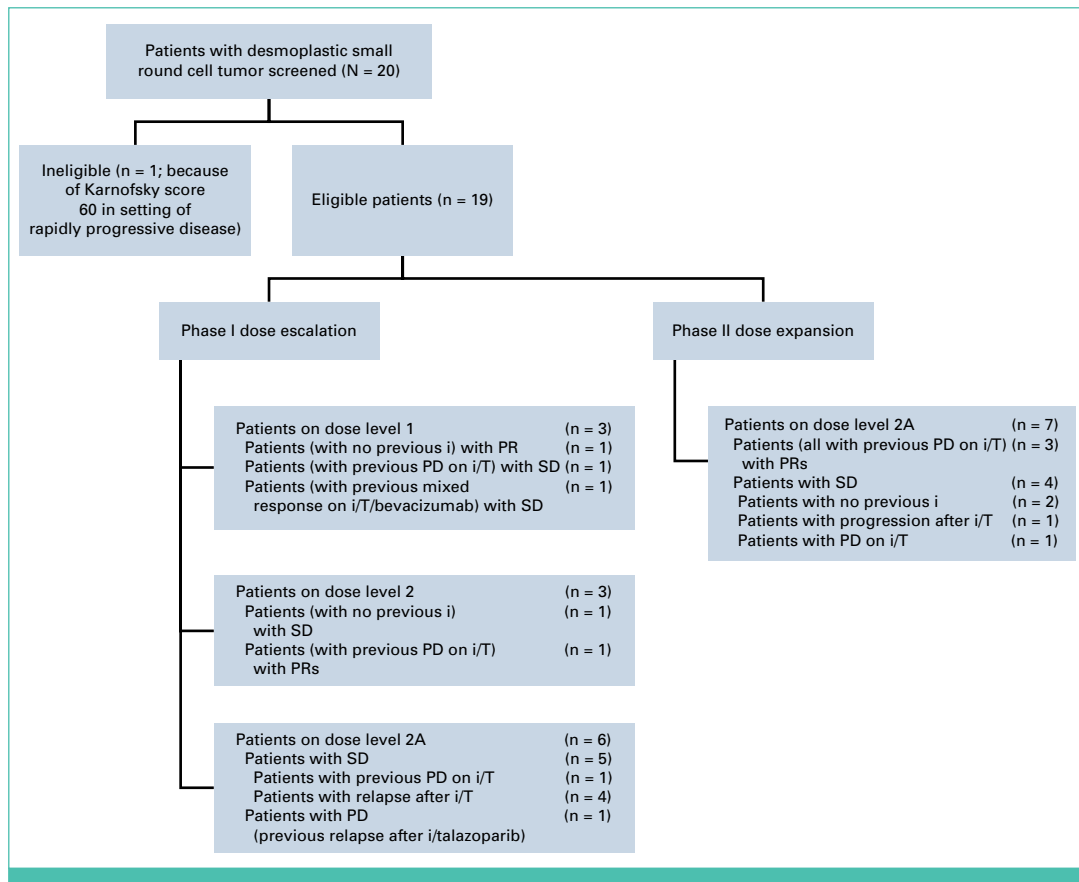 Patients with desmoplastic small
round cell tumor screened (N = 20)
Ineligible (n = 1; because
of Karnofsky score
60 in setting of
rapidly progressive disease)
Eligible patients (n = 19)
Phase I dose escalation
Phase II dose expansion
Patients on dose level 1 (n = 3)
Patients (with no previous i) with PR (n = 1)
Patients (with previous PD on i/T) with SD (n = 1)
Patients (with previous mixed (n = 1)
response on i/T/bevacizumab) with SD
Patients on dose level 2 (n = 3)
Patients (with no previous i) (n = 1)
with SD
Patients (with previous PD on i/T) (n = 1)
with PRs
Patients on dose level 2A (n = 6)
Patients with SD (n = 5)
Patients with previous PD on i/T (n = 1)
Patients with relapse after i/T (n = 4)
Patients with PD (n = 1)
(previous relapse after i/talazoparib)
Patients on dose level 2A (n = 7)
Patients (all with previous PD on i/T) (n = 3)
with PRs
Patients with SD (n = 4)
Patients with no previous i (n = 2)
Patients with progression after i/T (n = 1)
Patients with PD on i/T (n = 1)